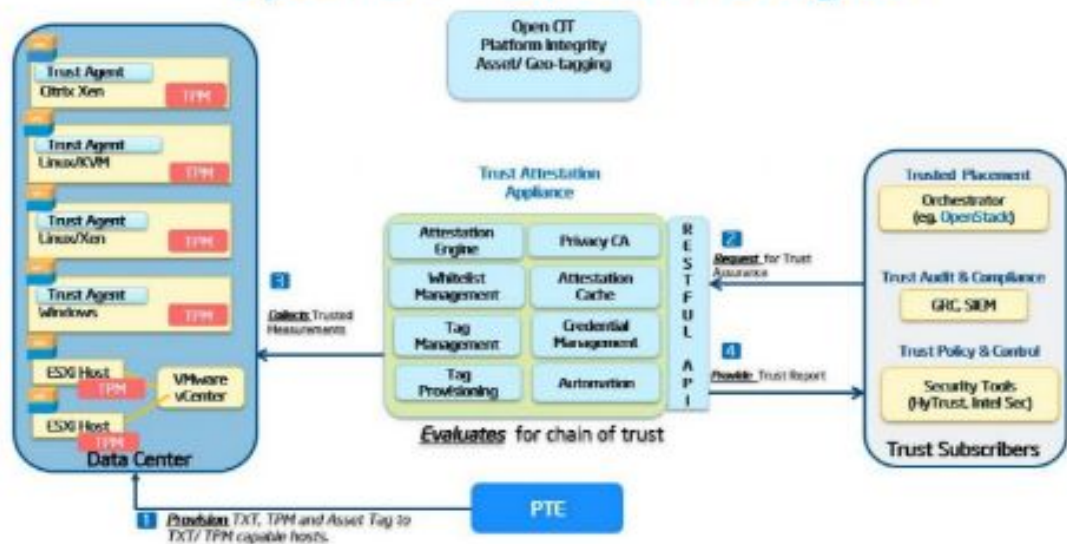 Open CIT
Platform Integrity
Asset/ Geo-tagging
Trust Agent
Citrix Xen
TPM
Trust Agent
Linux/KVM
TPM
Trust Agent
Linux/Xen
TPM
Trust Agent
Windows
TPM
ESXi Host
TPM
VMware
vCenter
ESXi Host
TPM
Data Center
3
Collects Trusted
Measurements
Trust Attestation
Appliance
Attestation
Engine
Privacy CA
Whitelist
Management
Attestation
Cache
Tag
Management
Credential
Management
Tag
Provisioning
Automation
RESTFUL API
Evaluates for chain of trust
2
Request for Trust
Assurance
4
Provide Trust Report
Trusted Placement
Orchestrator
(eg. OpenStack)
Trust Audit & Compliance
GRC, SIEM
Trust Policy & Control
Security Tools
(HyTrust, Intel Sec)
Trust Subscribers
PTE
1
Provision TXT, TPM and Asset Tag to
TXT/ TPM capable hosts.